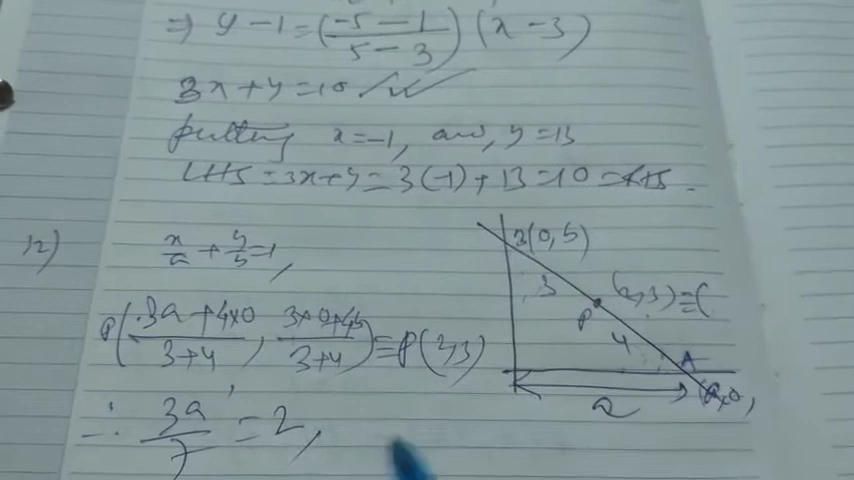 ⇒ y - 1 = (-5 - 1 / 5 - 3) (x - 3)
3x + y = 10
putting x = -1, and, y = 13
LHS = 3x + y = 3(-1) + 13 = 10 = RHS.
12) x/a + y/b = 1,
B(0, b)
3
P (2,3) ≡ (
4
A
a
P(3a + 4×0 / 3+4, 3×0+4b / 3+4) ≡ P(2,3)
∴ 3a / 7 = 2,